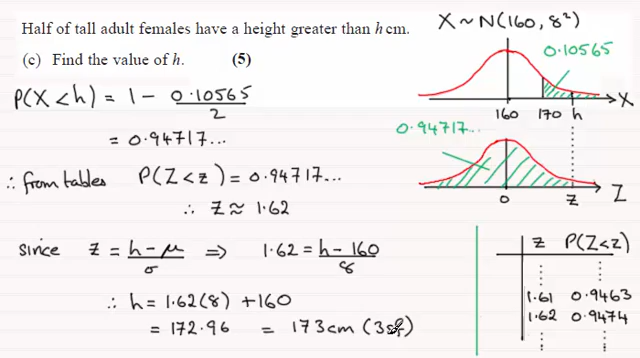 Half of tall adult females have a height greater than h cm.
(c) Find the value of h. (5)
P(X < h) = 1 - 0.10565/2
= 0.94717...
∴ from tables P(Z < z) = 0.94717...
∴ z ≈ 1.62
since z = h - μ/σ ⇒ 1.62 = h - 160/8
∴ h = 1.62(8) + 160
= 172.96 = 173cm (3sf)
X ~ N(160, 8²)
0.10565
160 170 h X
0.94717...
0 z Z
z P(Z<z)
1.61 0.9463
1.62 0.9474